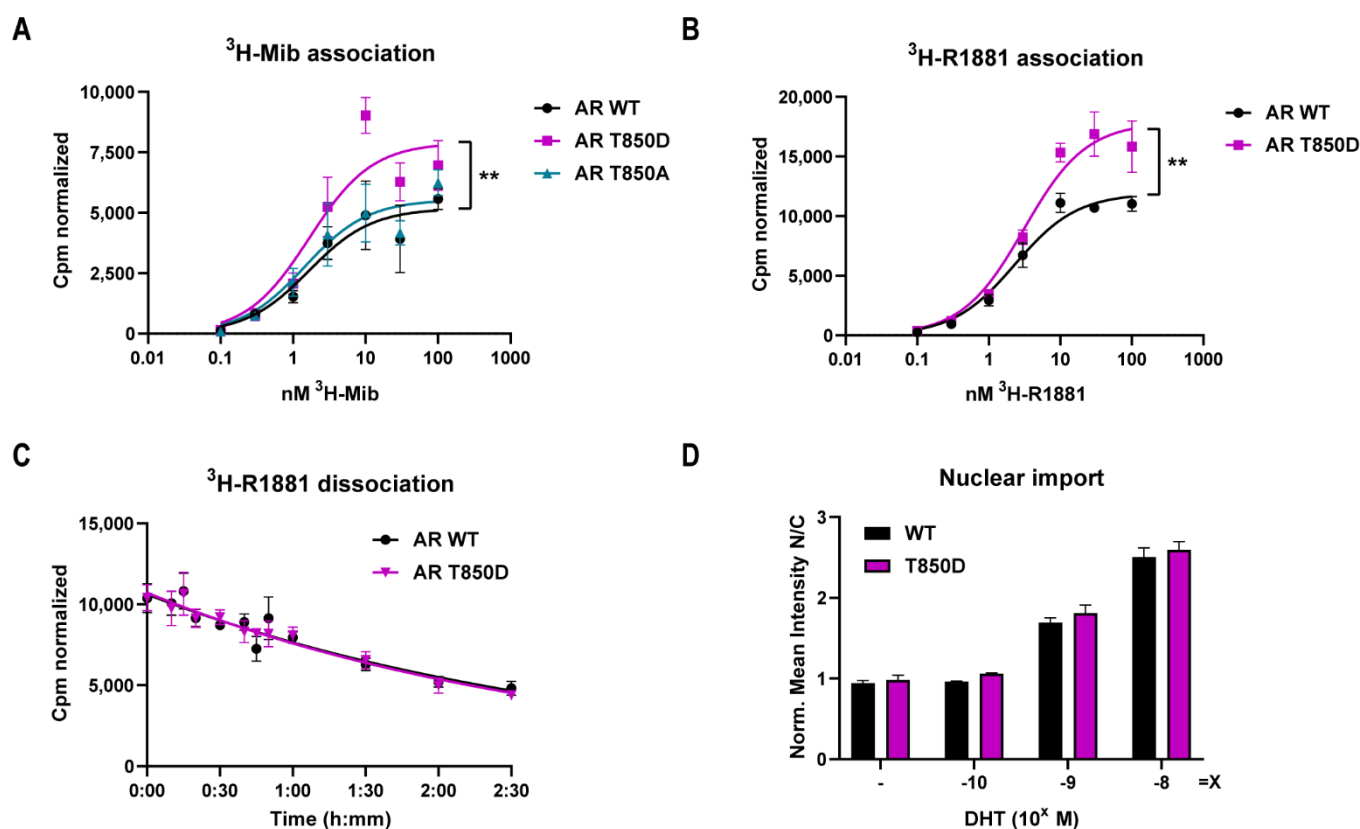 A
³H-Mib association
Cpm normalized
10,000
7,500
5,000
2,500
0
0.01 0.1 1 10 100 1000
nM ³H-Mib
AR WT
AR T850D
AR T850A
**
B
³H-R1881 association
Cpm normalized
20,000
15,000
10,000
5,000
0
0.01 0.1 1 10 100 1000
nM ³H-R1881
AR WT
AR T850D
**
C
³H-R1881 dissociation
Cpm normalized
15,000
10,000
5,000
0
0:00 0:30 1:00 1:30 2:00 2:30
Time (h:mm)
AR WT
AR T850D
D
Nuclear import
Norm. Mean Intensity N/C
3
2
1
0
WT
T850D
- -10 -9 -8 =X
DHT (10ˣ M)